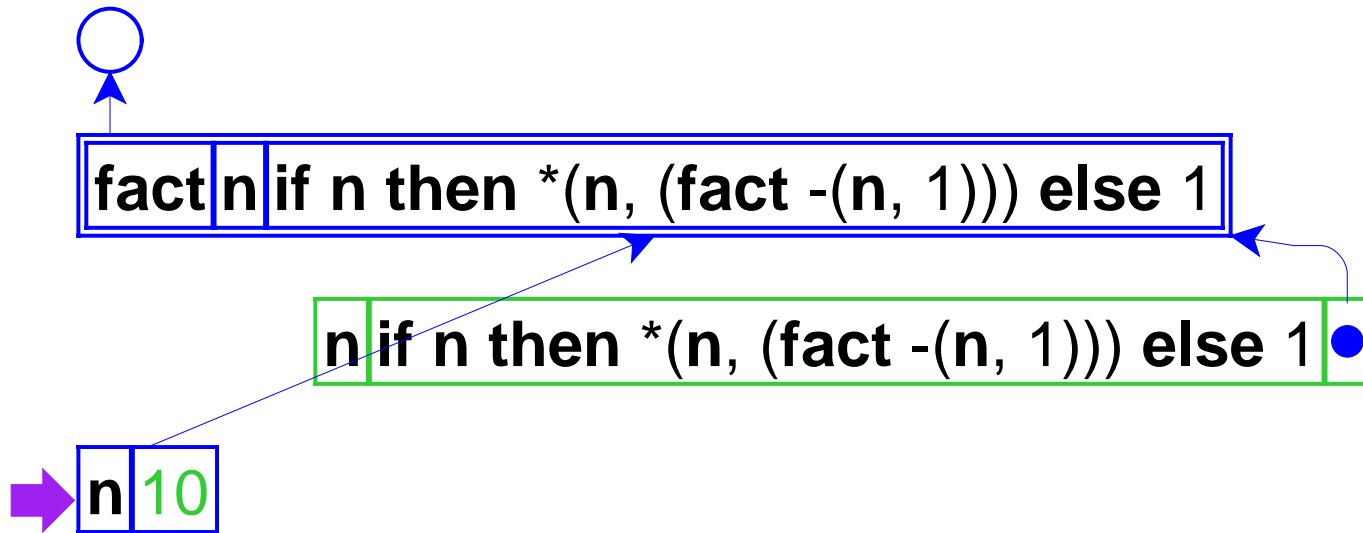 fact n if n then *(n, (fact -(n, 1))) else 1
n if n then *(n, (fact -(n, 1))) else 1
n 10